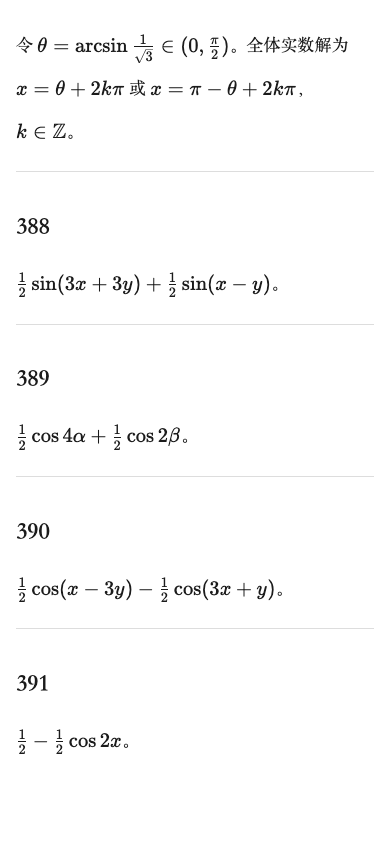 令 θ = arcsin 1/√3 ∈ (0, π/2)。全体实数解为
x = θ + 2kπ 或 x = π − θ + 2kπ,
k ∈ ℤ。
388
1/2 sin(3x + 3y) + 1/2 sin(x − y)。
389
1/2 cos 4α + 1/2 cos 2β。
390
1/2 cos(x − 3y) − 1/2 cos(3x + y)。
391
1/2 − 1/2 cos 2x。